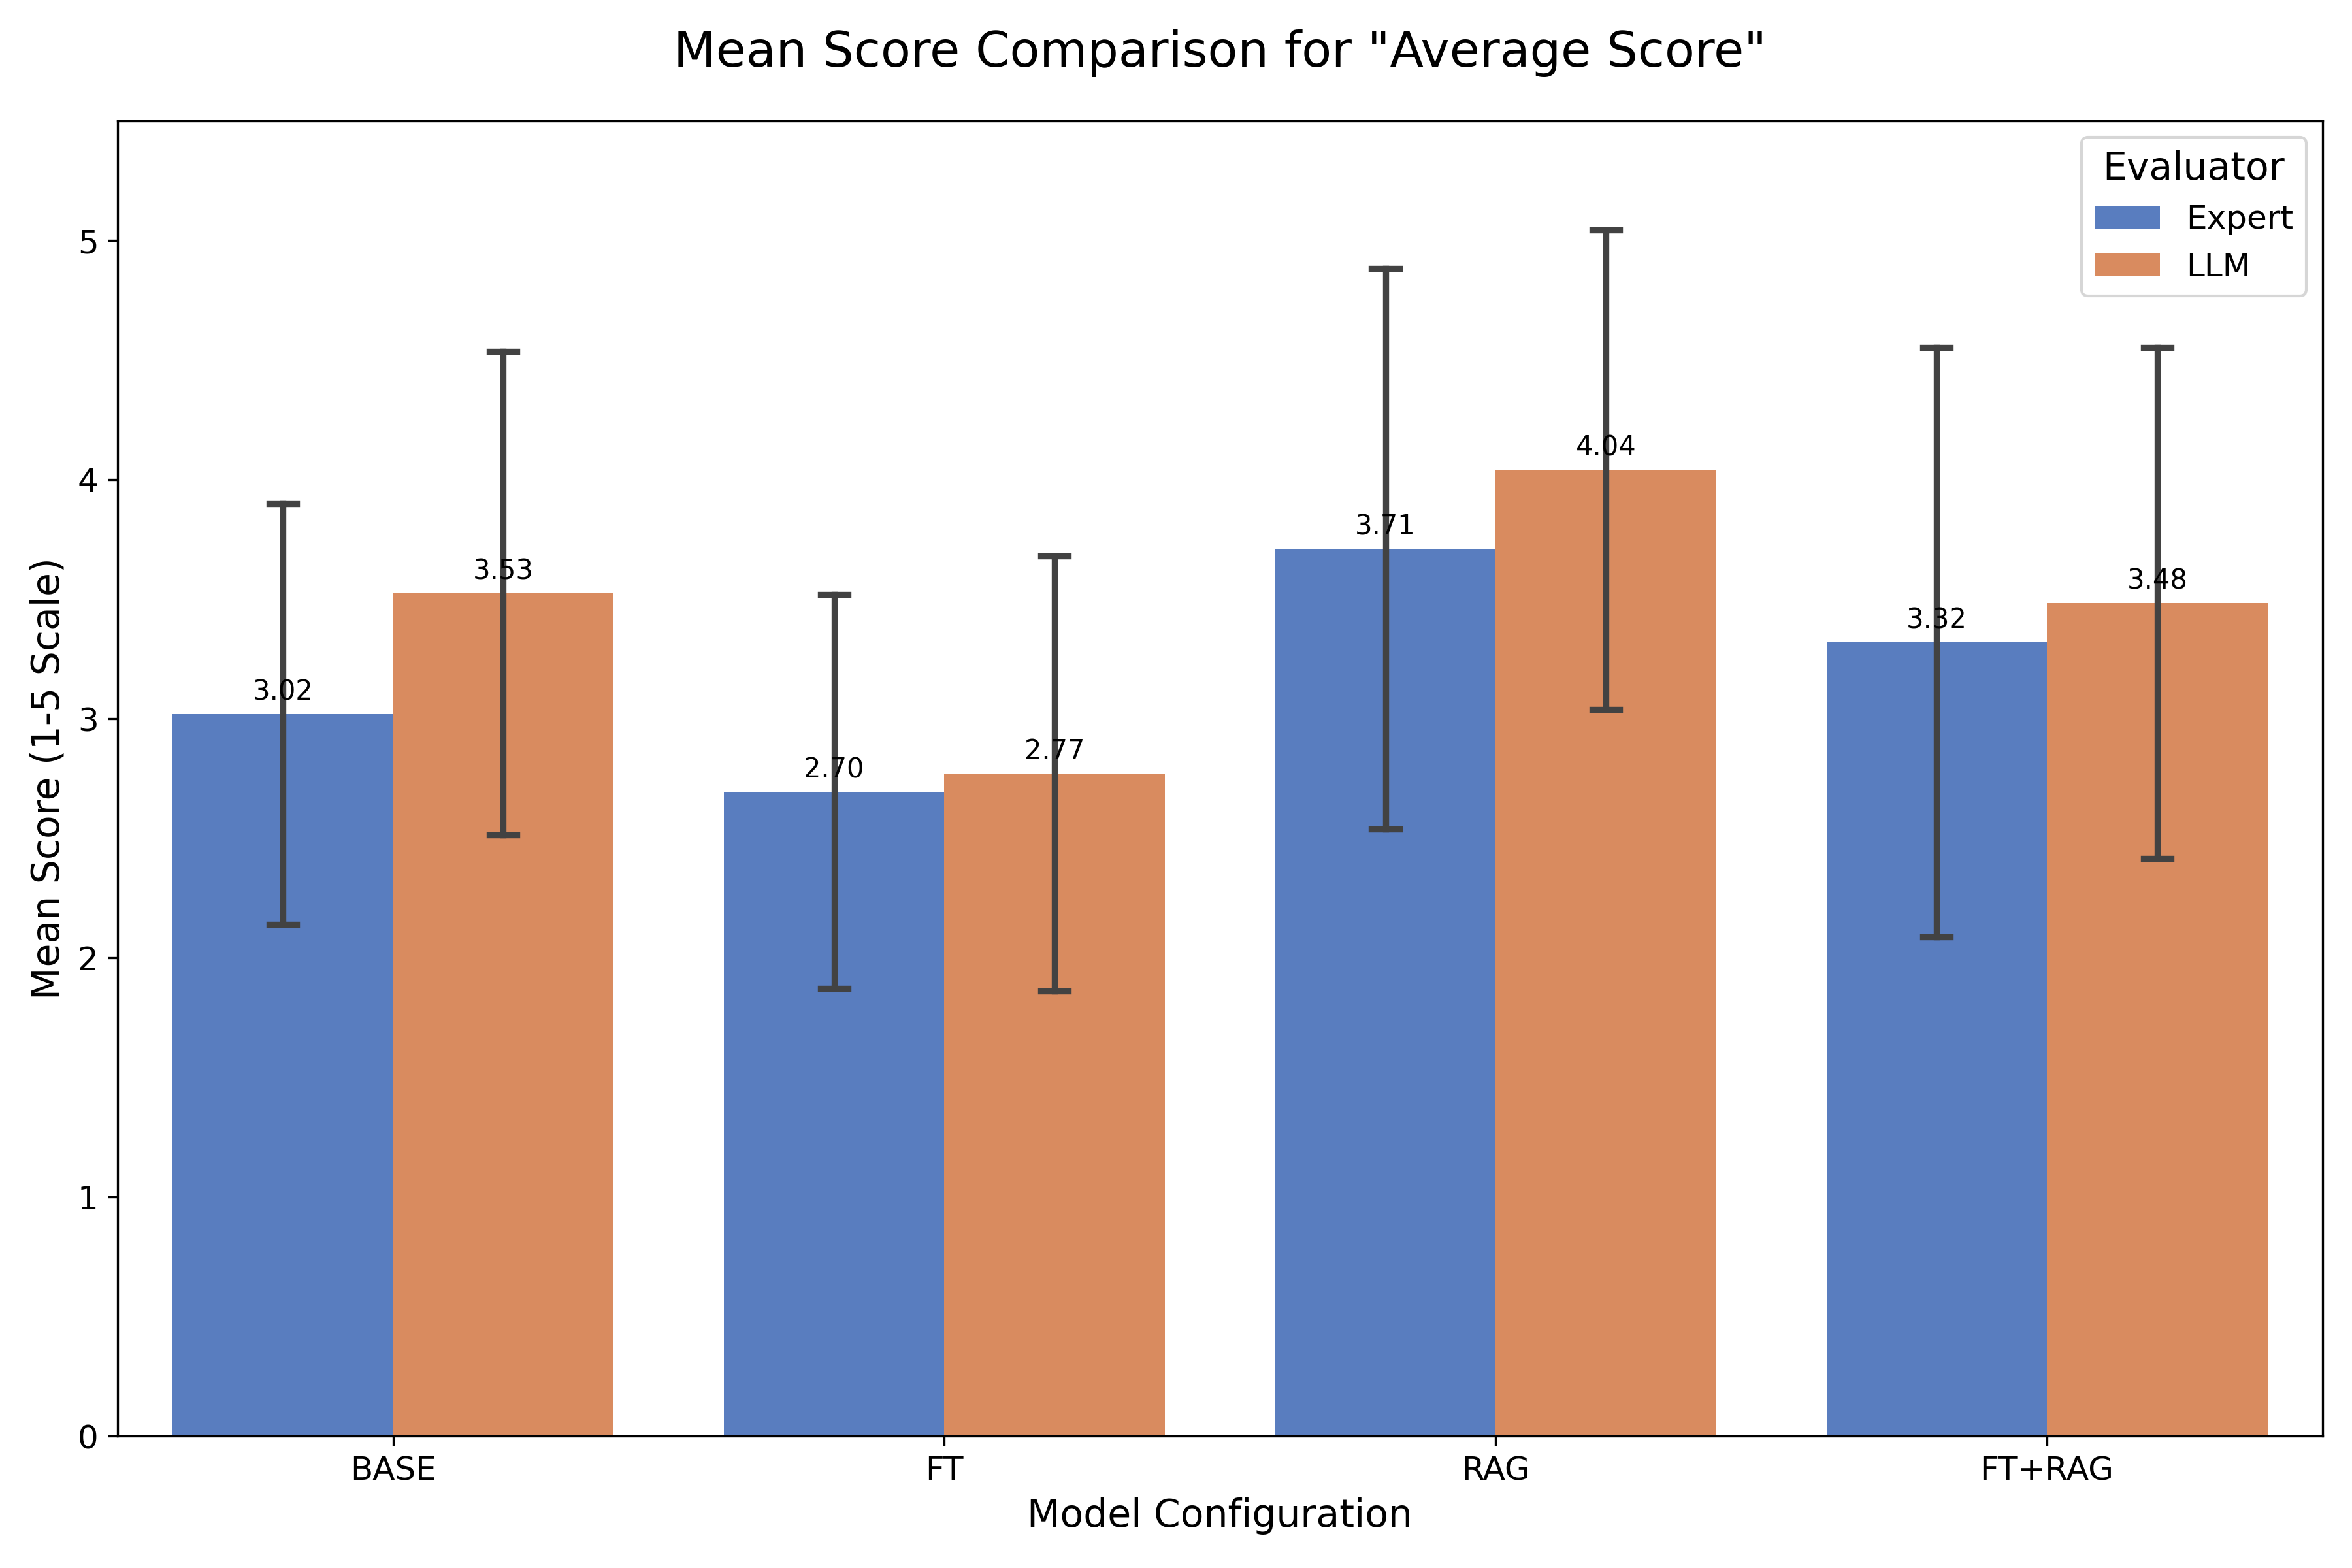 Mean Score Comparison for "Average Score"
Evaluator
Expert
LLM
Mean Score (1-5 Scale)
5
4
3
2
1
0
3.02
3.53
2.70
2.77
3.71
4.04
3.32
3.48
BASE
FT
RAG
FT+RAG
Model Configuration